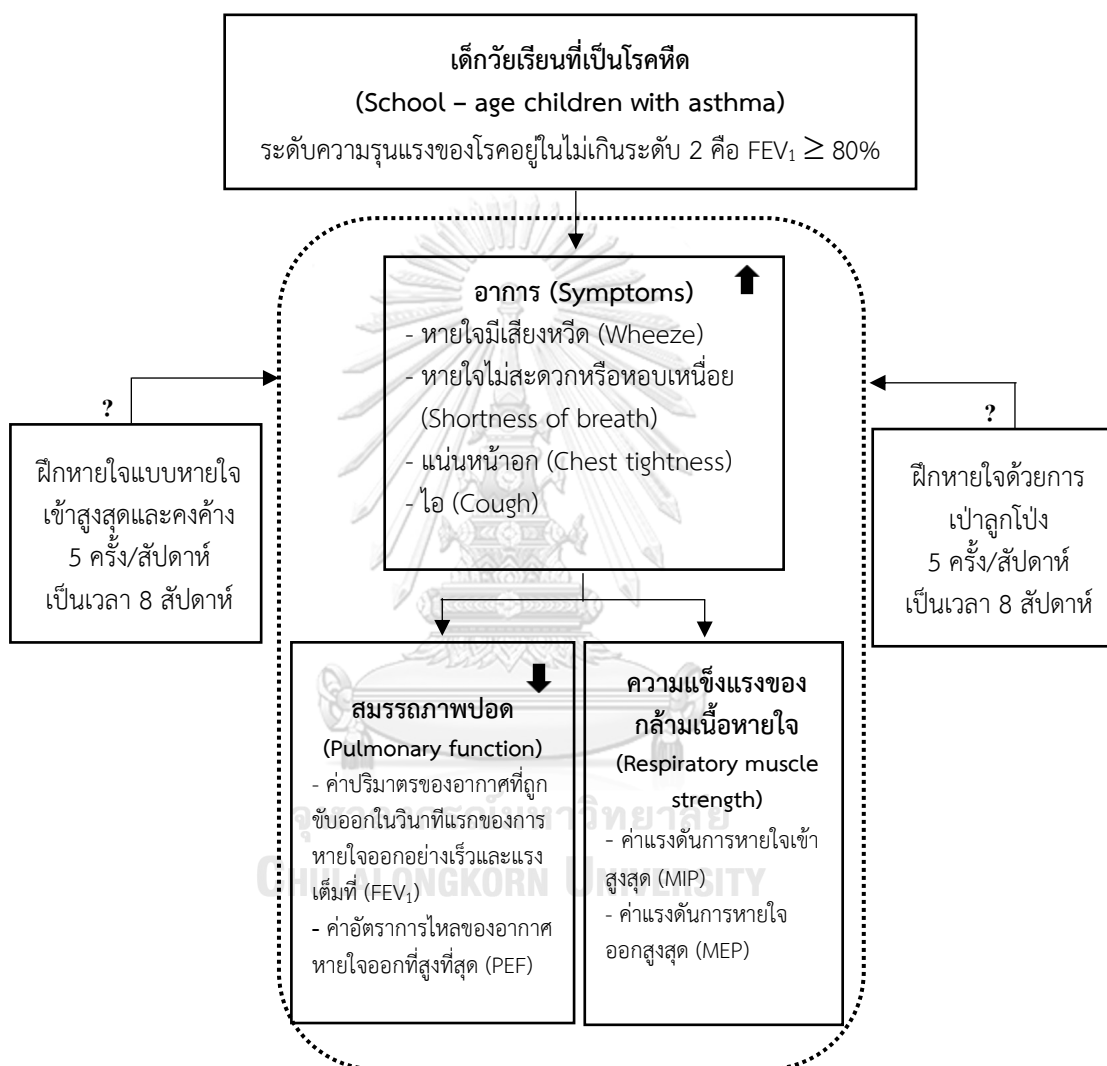 เด็กวัยเรียนที่เป็นโรคหืด
(School – age children with asthma)
ระดับความรุนแรงของโรคอยู่ในไม่เกินระดับ 2 คือ FEV₁ ≥ 80%
อาการ (Symptoms)
- หายใจมีเสียงหวีด (Wheeze)
- หายใจไม่สะดวกหรือหอบเหนื่อย
(Shortness of breath)
- แน่นหน้าอก (Chest tightness)
- ไอ (Cough)
?
ฝึกหายใจแบบหายใจ
เข้าสูงสุดและคงค้าง
5 ครั้ง/สัปดาห์
เป็นเวลา 8 สัปดาห์
?
ฝึกหายใจด้วยการ
เป่าลูกโป่ง
5 ครั้ง/สัปดาห์
เป็นเวลา 8 สัปดาห์
สมรรถภาพปอด
(Pulmonary function)
- ค่าปริมาตรของอากาศที่ถูก
ขับออกในวินาทีแรกของการ
หายใจออกอย่างเร็วและแรง
เต็มที่ (FEV₁)
- ค่าอัตราการไหลของอากาศ
หายใจออกที่สูงที่สุด (PEF)
ความแข็งแรงของ
กล้ามเนื้อหายใจ
(Respiratory muscle
strength)
- ค่าแรงดันการหายใจเข้า
สูงสุด (MIP)
- ค่าแรงดันการหายใจ
ออกสูงสุด (MEP)
จุฬาลงกรณ์มหาวิทยาลัย
CHULALONGKORN UNIVERSITY